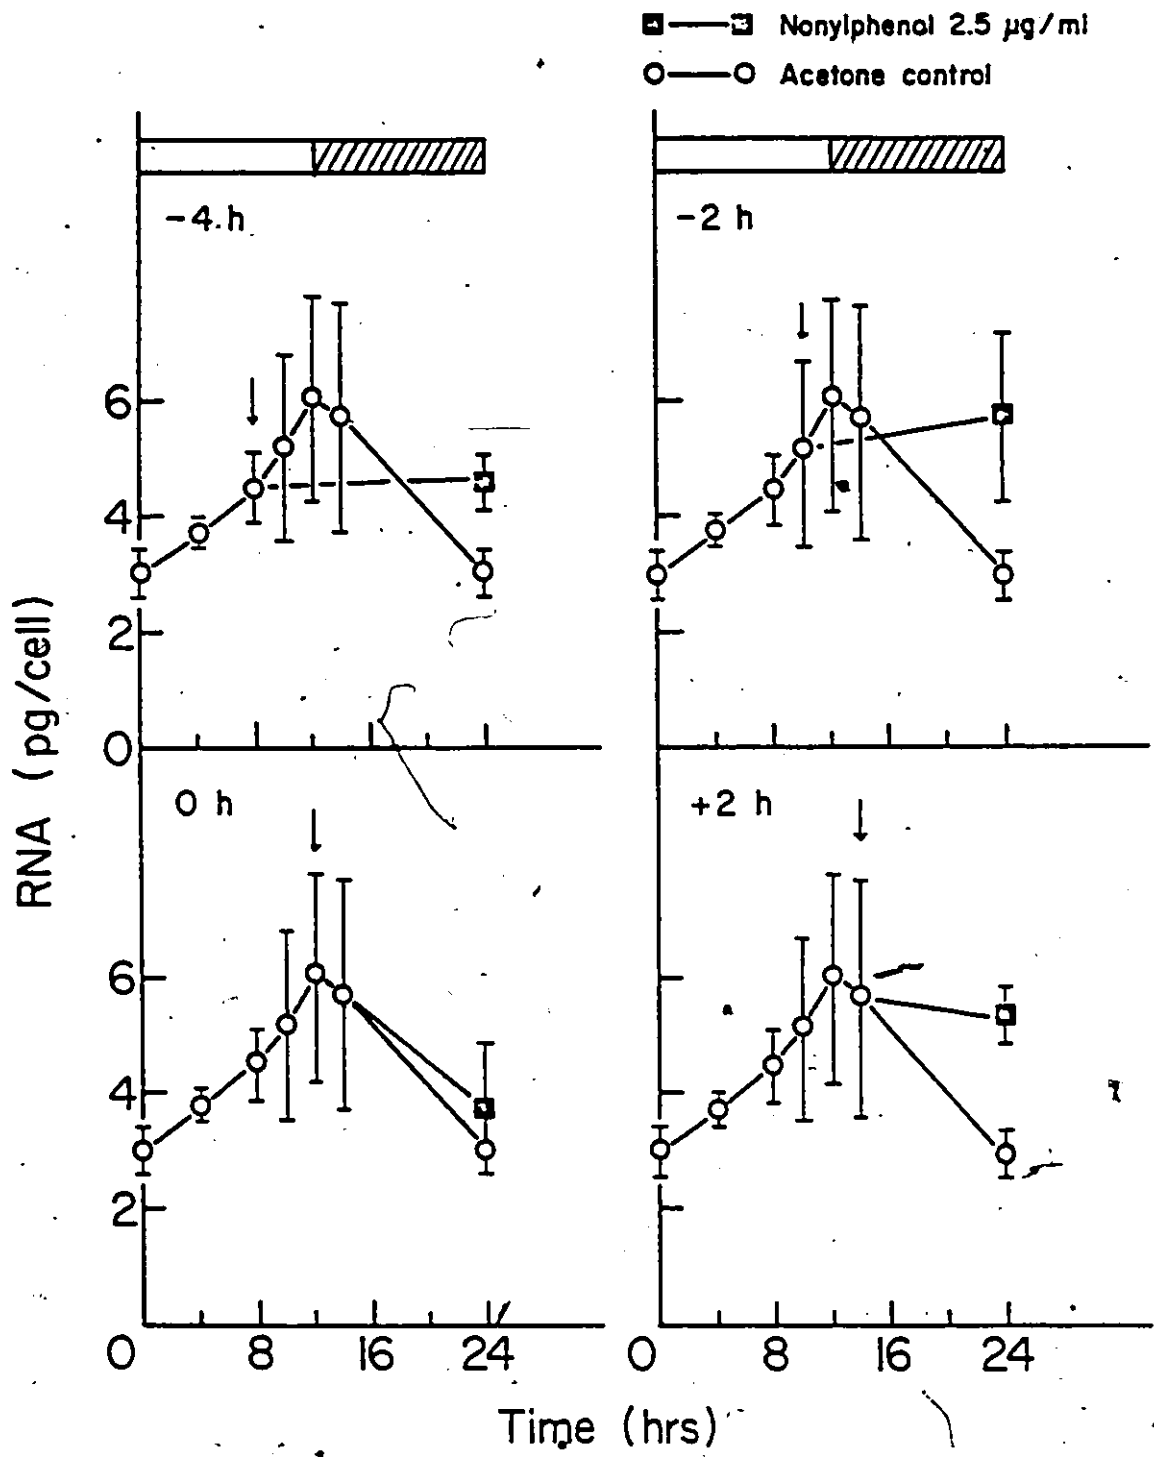 Nonylphenol 2.5 µg/ml
Acetone control
-4 h
-2 h
6
4
2
0
0 h
+2 h
6
4
2
0 8 16 24
0 8 16 24
RNA (pg/cell)
Time (hrs)